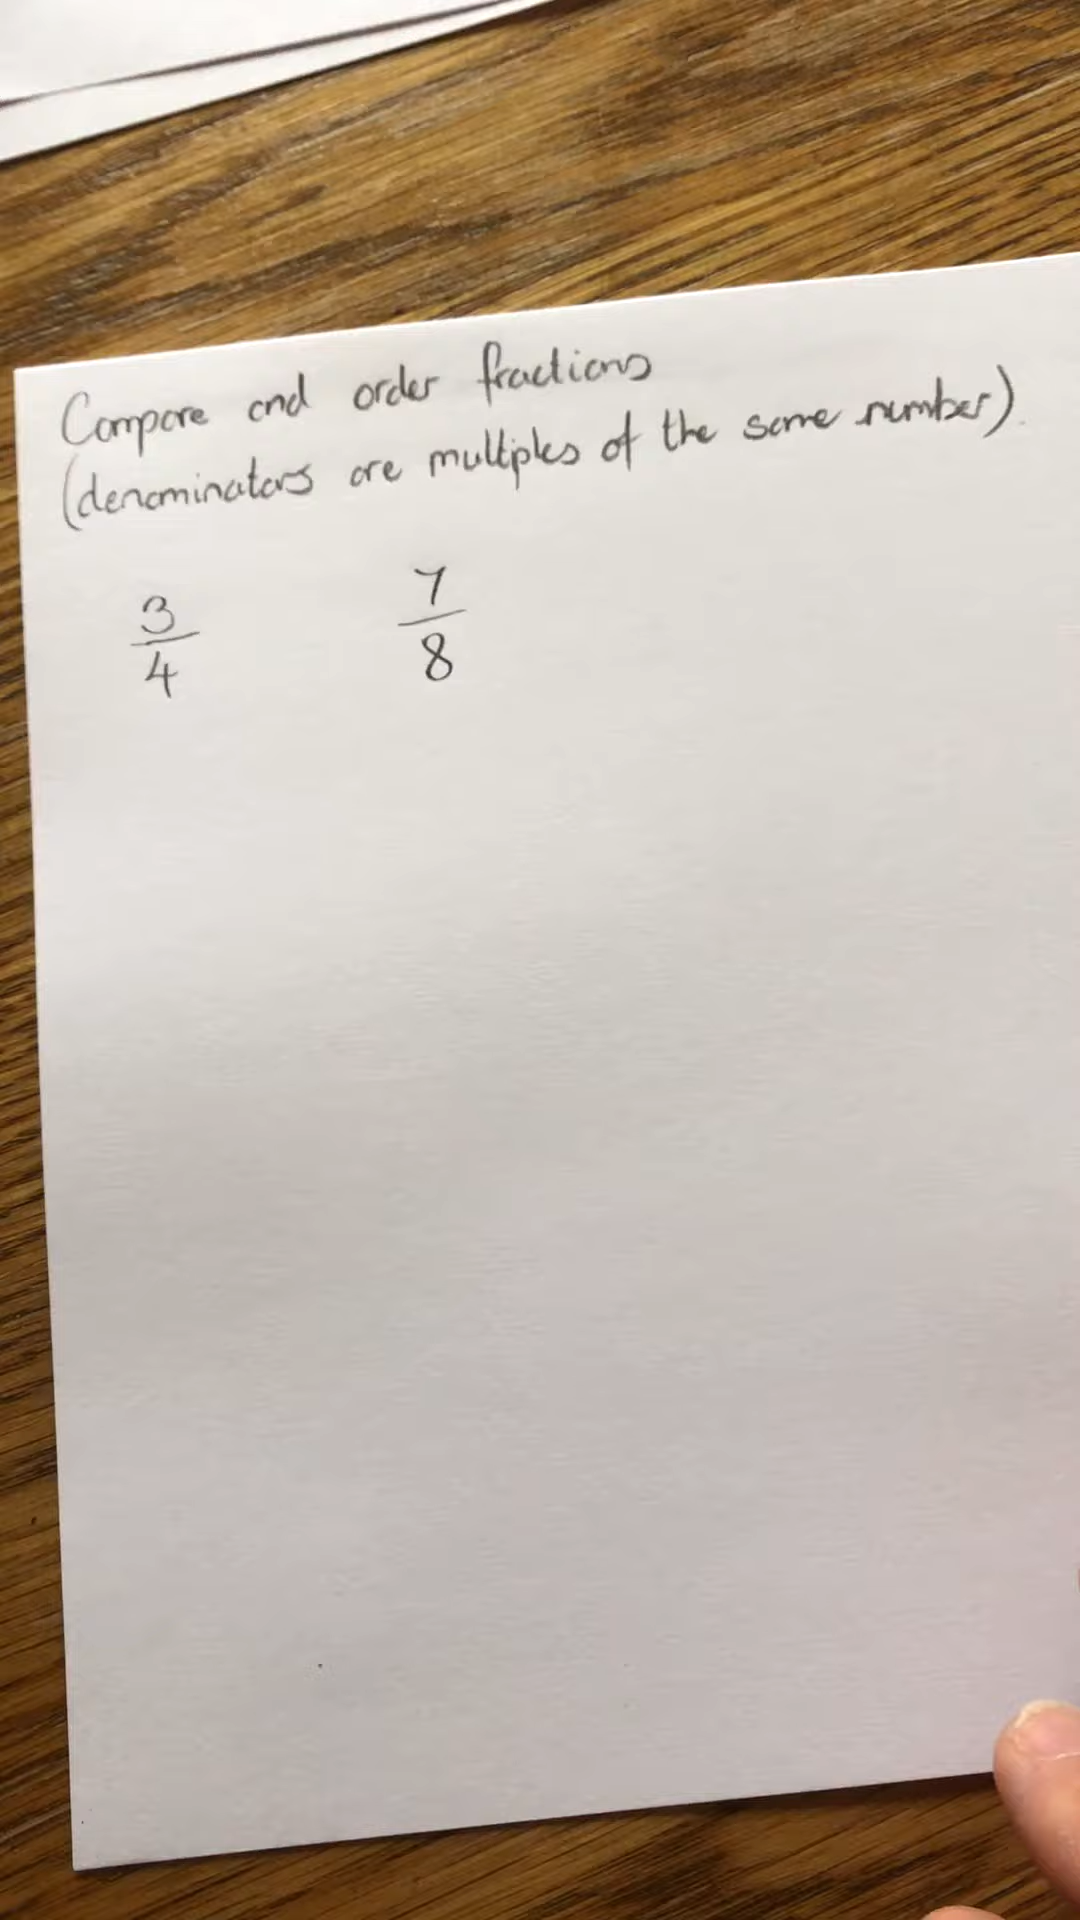 Compare and order fractions
(denominators are multiples of the same number).
3/4 7/8